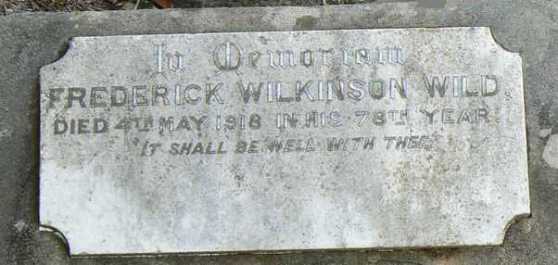 In Memoriam
FREDERICK WILKINSON WILD
DIED 4TH MAY 1918 IN HIS 78TH YEAR
"IT SHALL BE WELL WITH THEE"